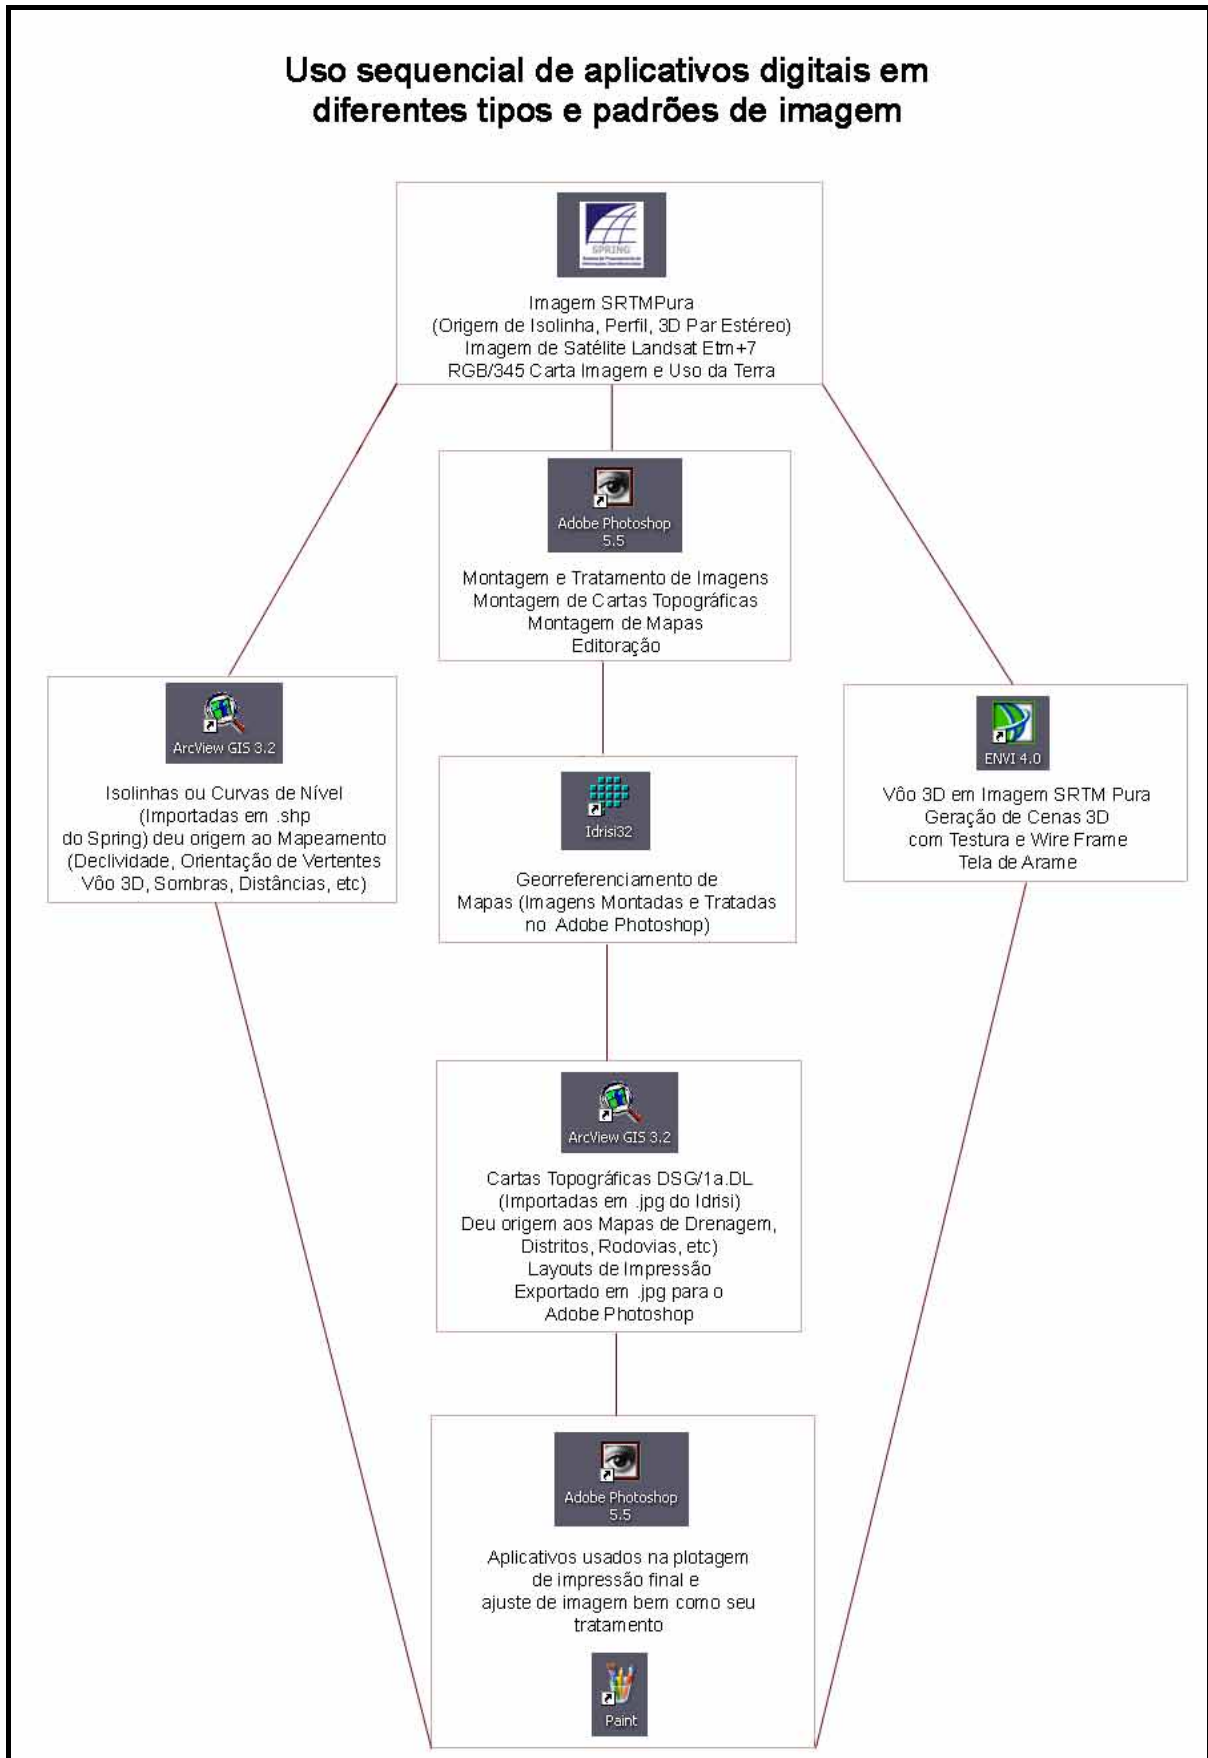 Uso sequencial de aplicativos digitais em
diferentes tipos e padrões de imagem
SPRING
Imagem SRTMPura
(Origem de Isolinha, Perfil, 3D Par Estéreo)
Imagem de Satélite Landsat Etm+7
RGB/345 Carta Imagem e Uso da Terra
Adobe Photoshop
5.5
Montagem e Tratamento de Imagens
Montagem de Cartas Topográficas
Montagem de Mapas
Editoração
ArcView GIS 3.2
Isolinhas ou Curvas de Nível
(Importadas em .shp
do Spring) deu origem ao Mapeamento
(Declividade, Orientação de Vertentes
Vôo 3D, Sombras, Distâncias, etc)
Idrisi32
Georreferenciamento de
Mapas (Imagens Montadas e Tratadas
no Adobe Photoshop)
ENVI 4.0
Vôo 3D em Imagem SRTM Pura
Geração de Cenas 3D
com Testura e Wire Frame
Tela de Arame
ArcView GIS 3.2
Cartas Topográficas DSG/1a.DL
(Importadas em .jpg do Idrisi)
Deu origem aos Mapas de Drenagem,
Distritos, Rodovias, etc)
Layouts de Impressão
Exportado em .jpg para o
Adobe Photoshop
Adobe Photoshop
5.5
Aplicativos usados na plotagem
de impressão final e
ajuste de imagem bem como seu
tratamento
Paint